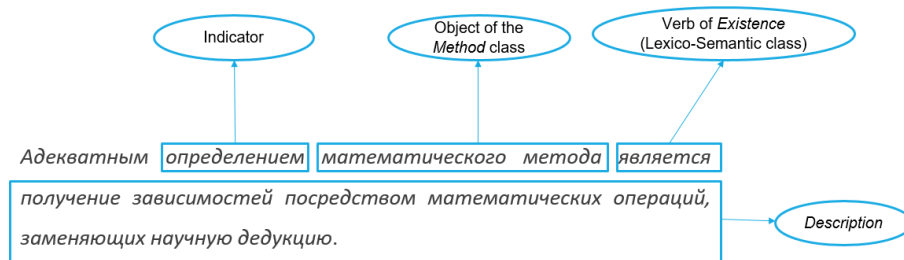 Indicator
Object of the
Method class
Verb of Existence
(Lexico-Semantic class)
Адекватным определением математического метода является
получение зависимостей посредством математических операций,
заменяющих научную дедукцию.
Description